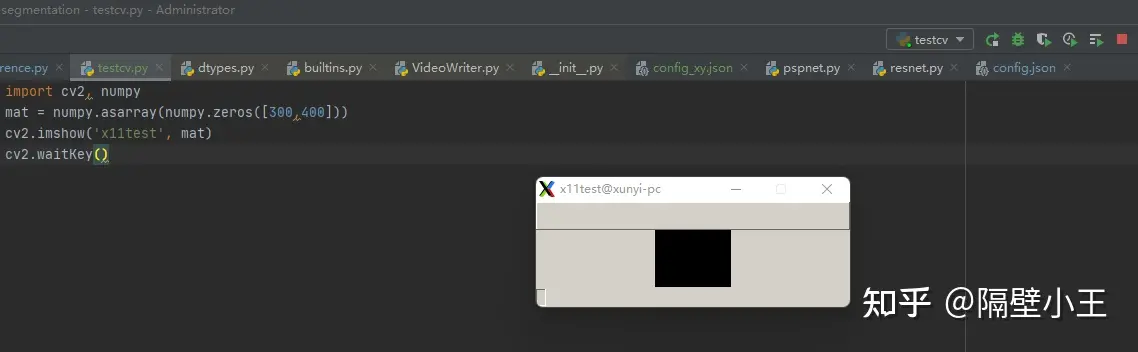 segmentation - testcv.py - Administrator
testcv
rence.py testcv.py dtypes.py builtins.py VideoWriter.py __init__.py config_xy.json pspnet.py resnet.py config.json
import cv2, numpy
mat = numpy.asarray(numpy.zeros([300,400]))
cv2.imshow('x11test', mat)
cv2.waitKey()
x11test@xunyi-pc
知乎 @隔壁小王